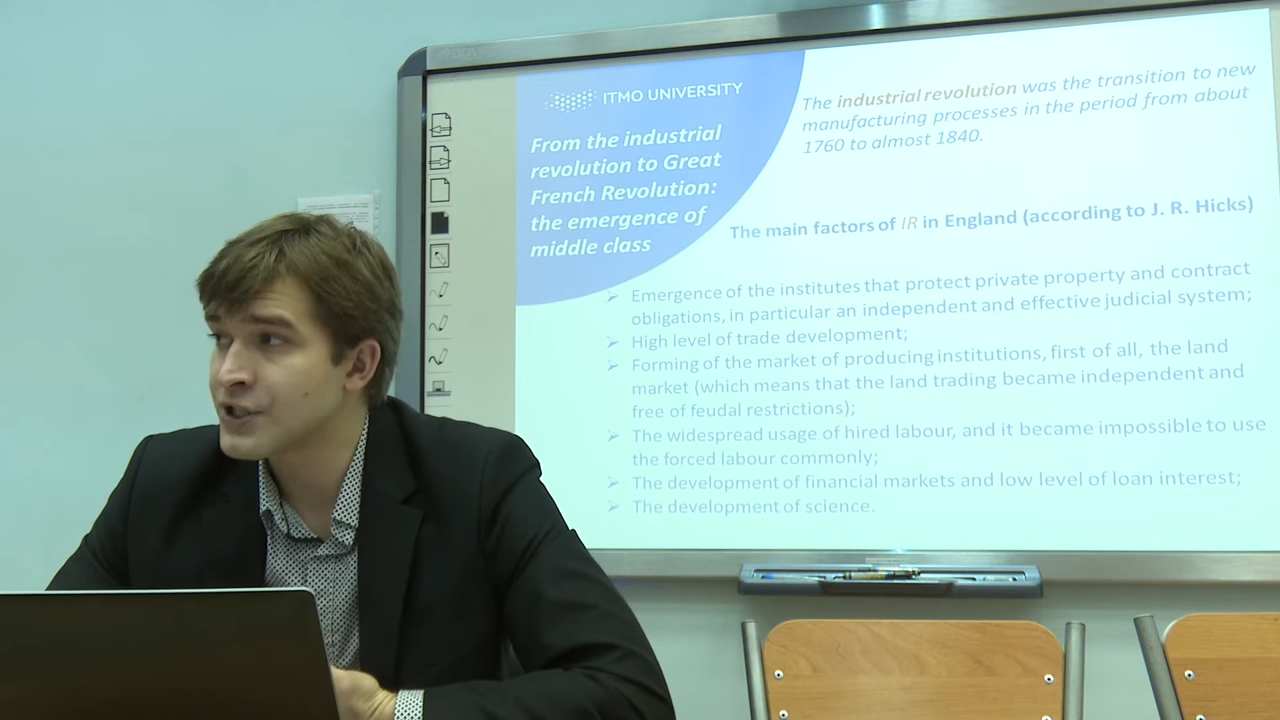 ITMO UNIVERSITY
From the industrial
revolution to Great
French Revolution:
the emergence of
middle class
The industrial revolution was the transition to new
manufacturing processes in the period from about
1760 to almost 1840.
The main factors of IR in England (according to J. R. Hicks)
➢ Emergence of the institutes that protect private property and contract
obligations, in particular an independent and effective judicial system;
➢ High level of trade development;
➢ Forming of the market of producing institutions, first of all, the land
market (which means that the land trading became independent and
free of feudal restrictions);
➢ The widespread usage of hired labour, and it became impossible to use
the forced labour commonly;
➢ The development of financial markets and low level of loan interest;
➢ The development of science.